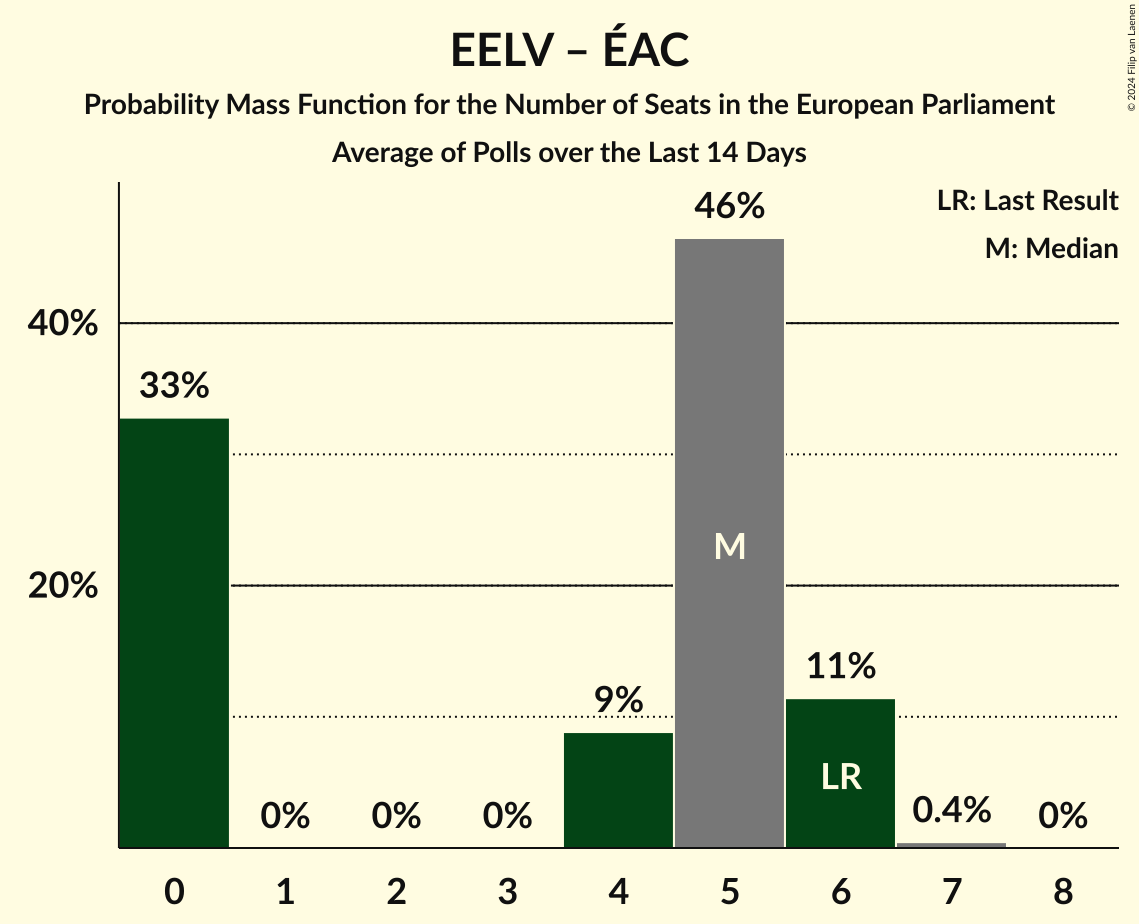 EELV – ÉAC
Probability Mass Function for the Number of Seats in the European Parliament
Average of Polls over the Last 14 Days
© 2024 Filip van Laenen
LR: Last Result
M: Median
46%
40%
33%
M
20%
11%
9%
LR
0%
0%
0%
0.4%
0%
0 1 2 3 4 5 6 7 8